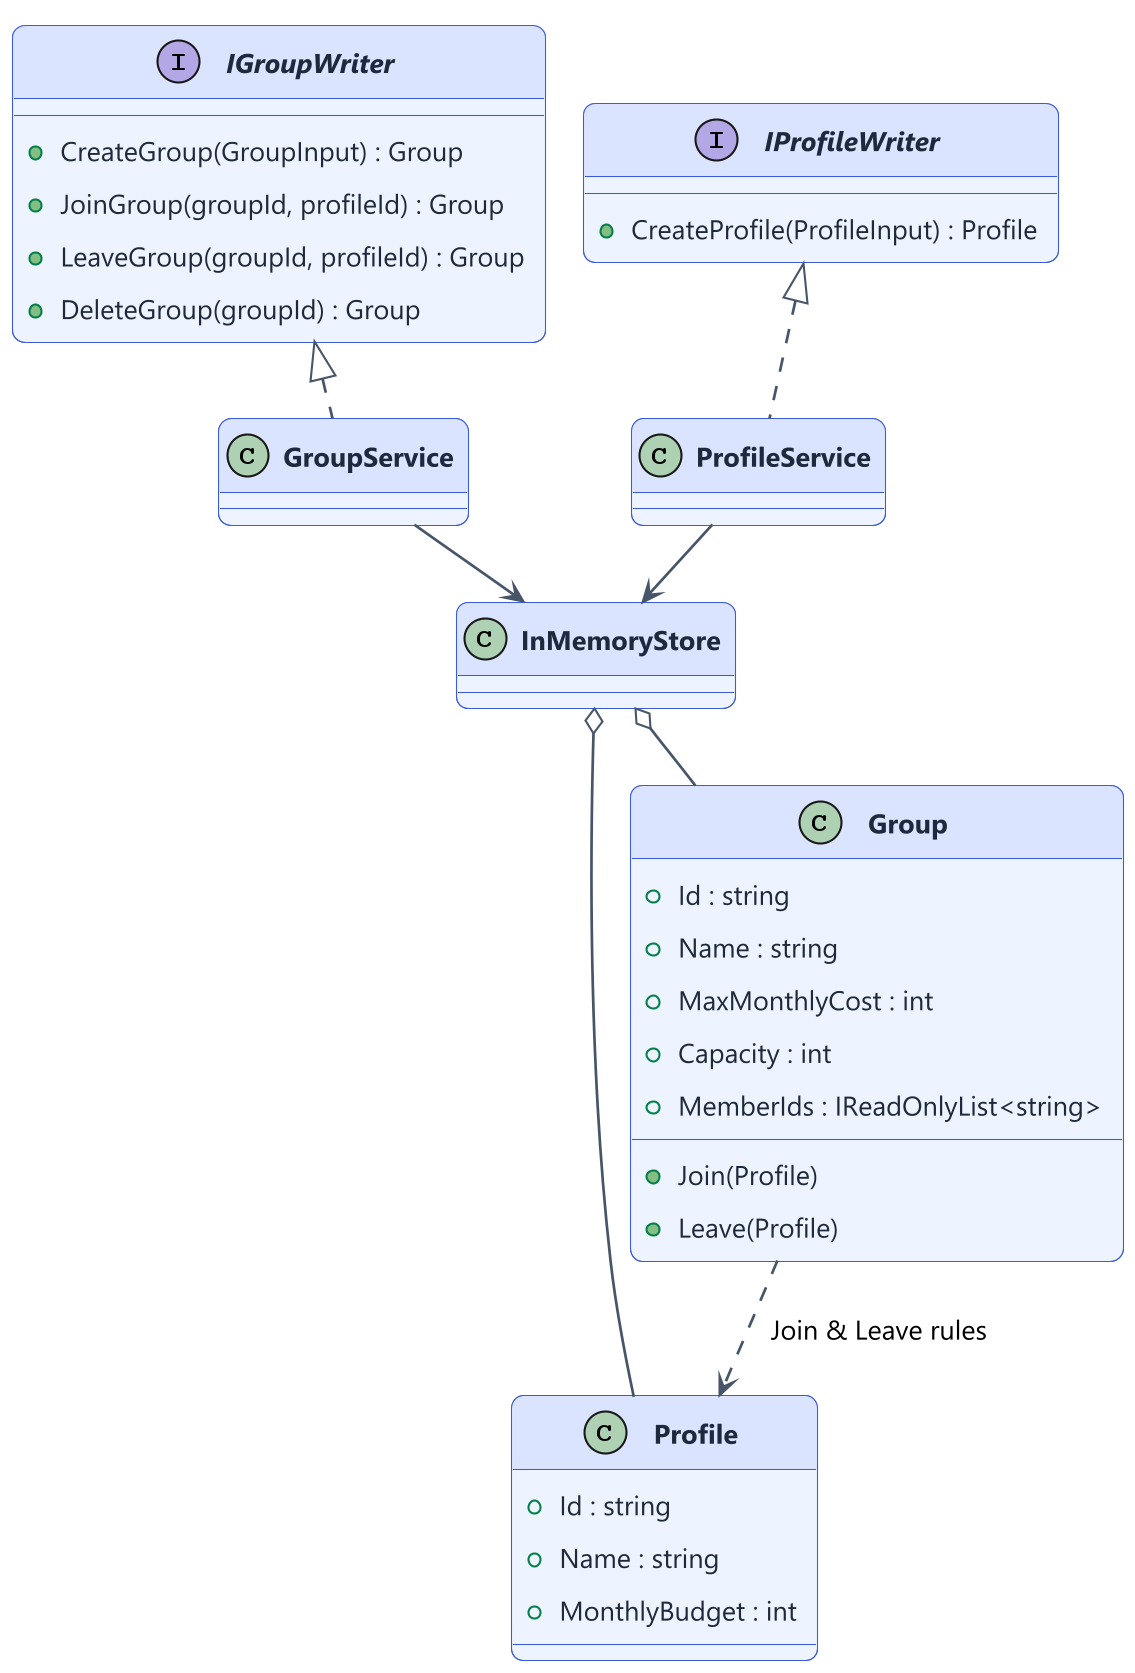 I IGroupWriter
CreateGroup(GroupInput) : Group
JoinGroup(groupId, profileId) : Group
LeaveGroup(groupId, profileId) : Group
DeleteGroup(groupId) : Group
I IProfileWriter
CreateProfile(ProfileInput) : Profile
C GroupService
C ProfileService
C InMemoryStore
C Group
Id : string
Name : string
MaxMonthlyCost : int
Capacity : int
MemberIds : IReadOnlyList<string>
Join(Profile)
Leave(Profile)
Join & Leave rules
C Profile
Id : string
Name : string
MonthlyBudget : int